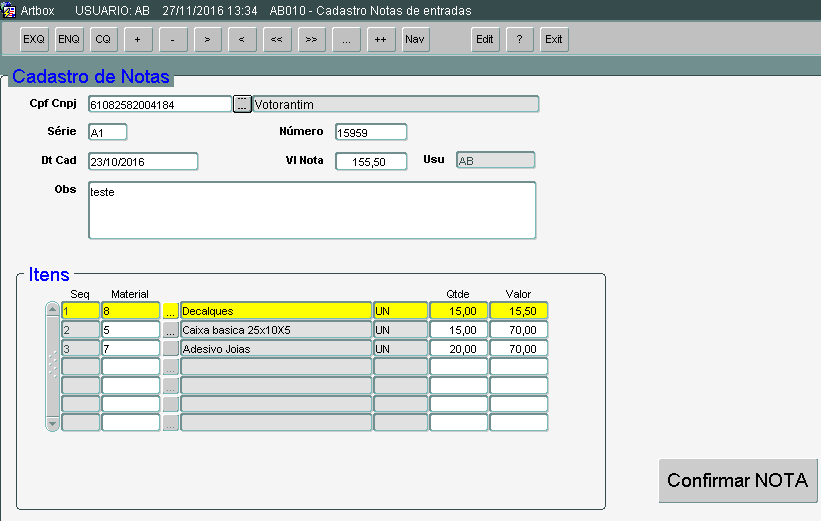 Artbox USUARIO: AB 27/11/2016 13:34 AB010 - Cadastro Notas de entradas
EXQ ENQ CQ + - > < << >> ... ++ Nav Edit ? Exit
Cadastro de Notas
Cpf Cnpj 61082582004184 ... Votorantim
Série A1 Número 15959
Dt Cad 23/10/2016 Vl Nota 155,50 Usu AB
Obs teste
Itens
Seq Material Qtde Valor
1 8 ... Decalques UN 15,00 15,50
2 5 ... Caixa basica 25x10X5 UN 15,00 70,00
3 7 Adesivo Joias UN 20,00 70,00
...
...
...
Confirmar NOTA